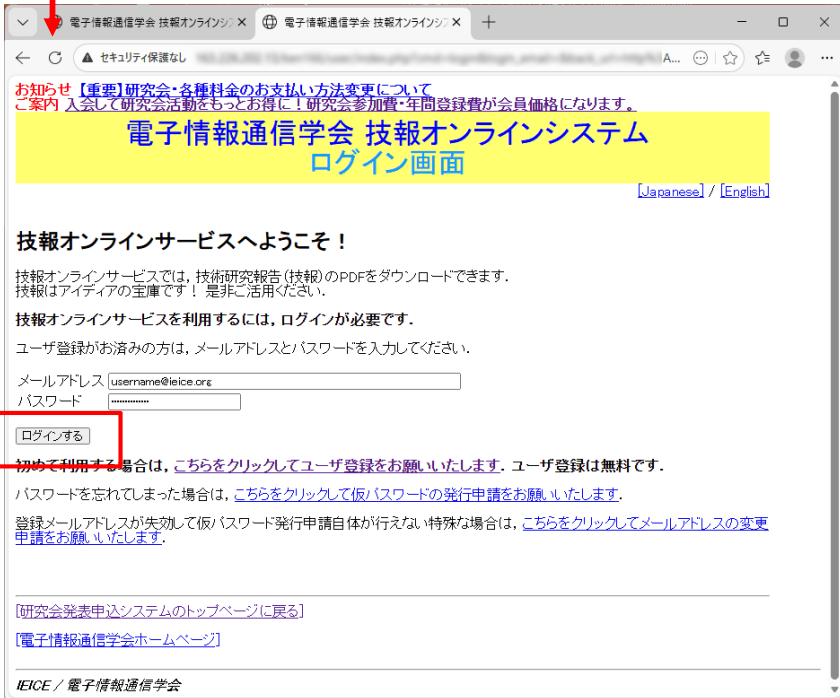 電子情報通信学会 技報オンラインシ
電子情報通信学会 技報オンラインシ
セキュリティ保護なし
A...
お知らせ 【重要】研究会・各種料金のお支払い方法変更について
ご案内 入会して研究会活動をもっとお得に！研究会参加費・年間登録費が会員価格になります。
電子情報通信学会 技報オンラインシステム
ログイン画面
[Japanese] / [English]
技報オンラインサービスへようこそ！
技報オンラインサービスでは, 技術研究報告(技報)のPDFをダウンロードできます.
技報はアイディアの宝庫です！ 是非ご活用ください.
技報オンラインサービスを利用するには, ログインが必要です.
ユーザ登録がお済みの方は, メールアドレスとパスワードを入力してください.
メールアドレス username@ieice.org
パスワード
ログインする
初めて利用する場合は, こちらをクリックしてユーザ登録をお願いいたします. ユーザ登録は無料です.
パスワードを忘れてしまった場合は, こちらをクリックして仮パスワードの発行申請をお願いいたします.
登録メールアドレスが失効して仮パスワード発行申請自体が行えない特殊な場合は, こちらをクリックしてメールアドレスの変更
申請をお願いいたします.
[研究会発表申込システムのトップページに戻る]
[電子情報通信学会ホームページ]
IEICE / 電子情報通信学会